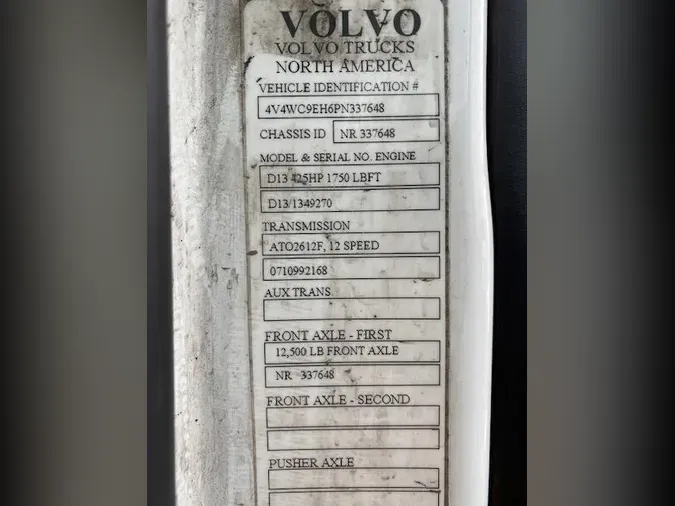 VOLVO
VOLVO TRUCKS
NORTH AMERICA
VEHICLE IDENTIFICATION #
4V4WC9EH6PN337648
CHASSIS ID NR 337648
MODEL & SERIAL NO. ENGINE
D13 425HP 1750 LBFT
D13/1349270
TRANSMISSION
ATO2612F, 12 SPEED
0710992168
AUX TRANS
FRONT AXLE - FIRST
12,500 LB FRONT AXLE
NR 337648
FRONT AXLE - SECOND
PUSHER AXLE